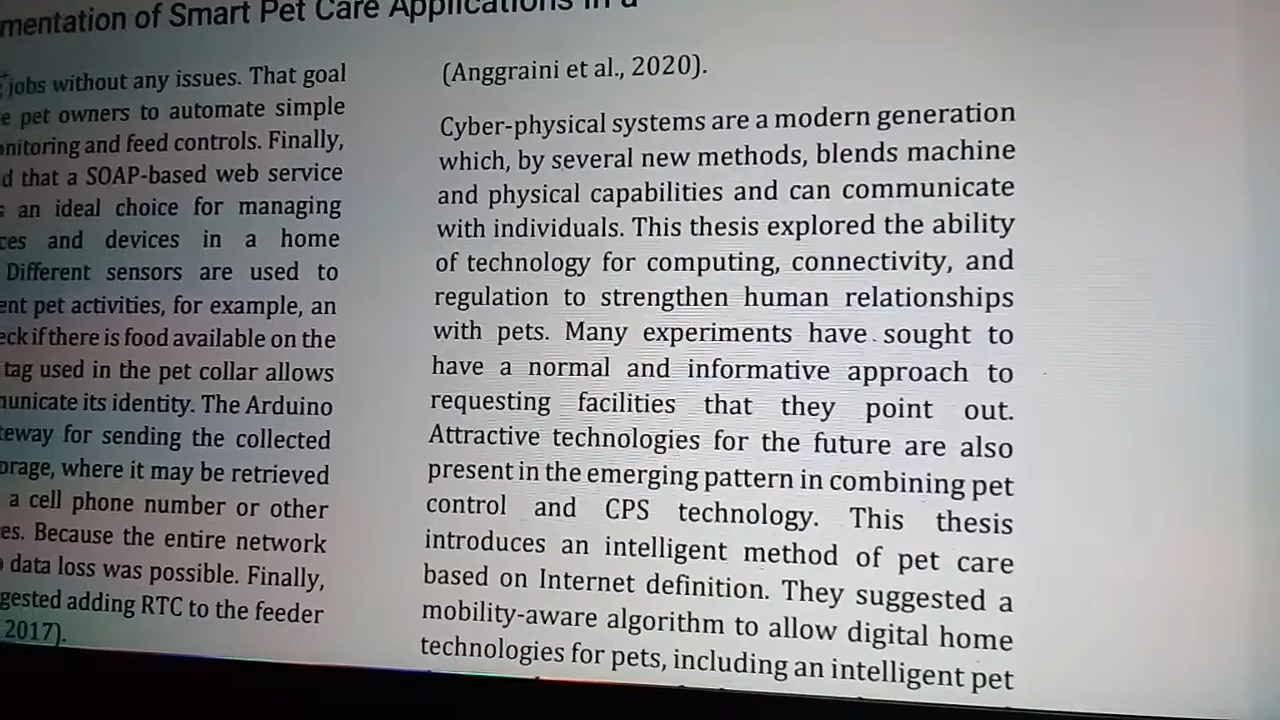 mentation of Smart Pet Care Applications in a
jobs without any issues. That goal
e pet owners to automate simple
nitoring and feed controls. Finally,
d that a SOAP-based web service
s an ideal choice for managing
ces and devices in a home
Different sensors are used to
ent pet activities, for example, an
eck if there is food available on the
tag used in the pet collar allows
municate its identity. The Arduino
teway for sending the collected
orage, where it may be retrieved
a cell phone number or other
es. Because the entire network
data loss was possible. Finally,
gested adding RTC to the feeder
2017).
(Anggraini et al., 2020).
Cyber-physical systems are a modern generation
which, by several new methods, blends machine
and physical capabilities and can communicate
with individuals. This thesis explored the ability
of technology for computing, connectivity, and
regulation to strengthen human relationships
with pets. Many experiments have sought to
have a normal and informative approach to
requesting facilities that they point out.
Attractive technologies for the future are also
present in the emerging pattern in combining pet
control and CPS technology. This thesis
introduces an intelligent method of pet care
based on Internet definition. They suggested a
mobility-aware algorithm to allow digital home
technologies for pets, including an intelligent pet